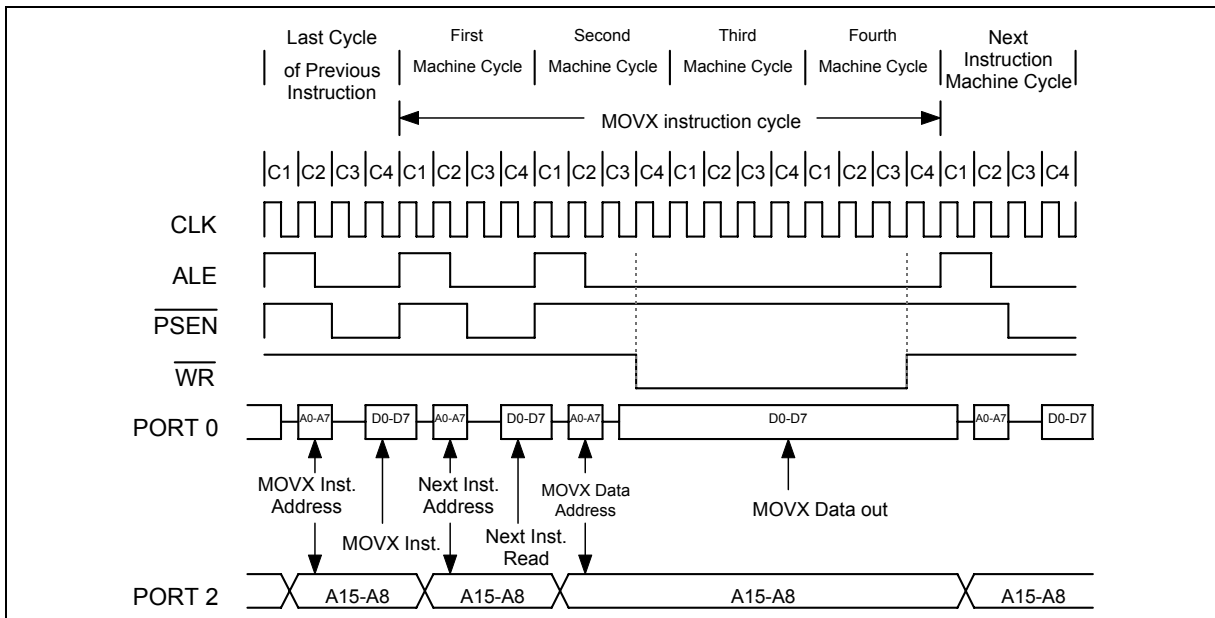 Last Cycle of Previous Instruction
First Machine Cycle
Second Machine Cycle
Third Machine Cycle
Fourth Machine Cycle
Next Instruction Machine Cycle
MOVX instruction cycle
C1 C2 C3 C4 C1 C2 C3 C4 C1 C2 C3 C4 C1 C2 C3 C4 C1 C2 C3 C4 C1 C2 C3 C4
CLK
ALE
PSEN
WR
PORT 0
A0-A7 D0-D7 A0-A7 D0-D7 A0-A7 D0-D7 A0-A7 D0-D7
MOVX Inst. Address
MOVX Inst.
Next Inst. Address
Next Inst. Read
MOVX Data Address
MOVX Data out
PORT 2
A15-A8 A15-A8 A15-A8 A15-A8